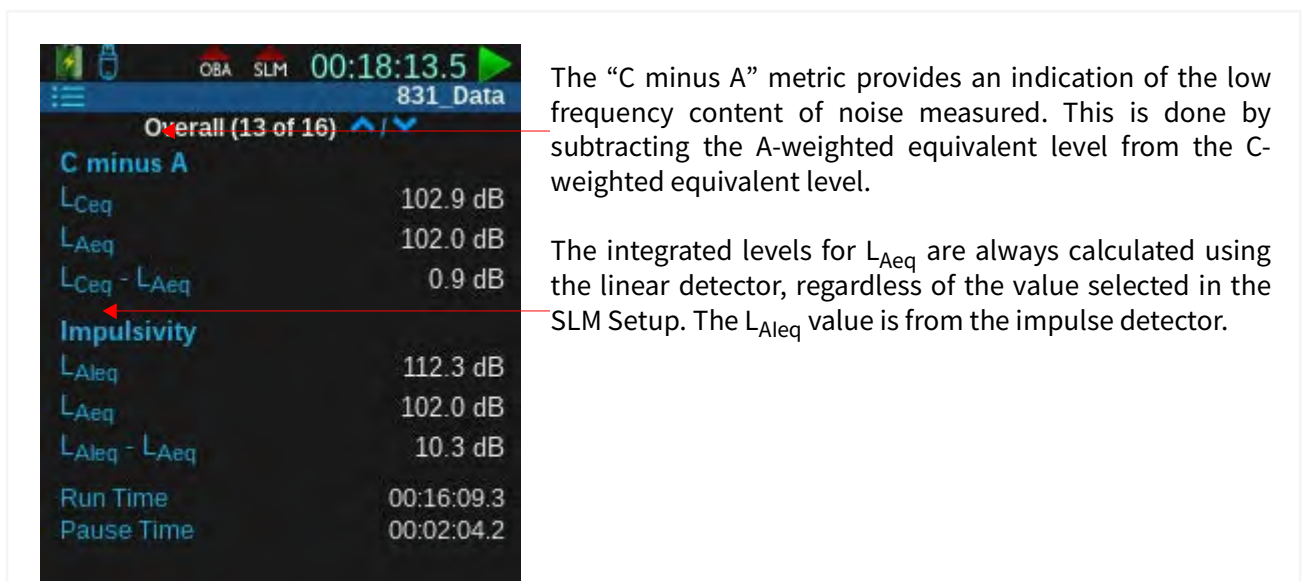 OBA SLM 00:18:13.5
831_Data
Overall (13 of 16) /
C minus A
LCeq 102.9 dB
LAeq 102.0 dB
LCeq - LAeq 0.9 dB
Impulsivity
LAIeq 112.3 dB
LAeq 102.0 dB
LAIeq - LAeq 10.3 dB
Run Time 00:16:09.3
Pause Time 00:02:04.2
The “C minus A” metric provides an indication of the low
frequency content of noise measured. This is done by
subtracting the A-weighted equivalent level from the C-
weighted equivalent level.
The integrated levels for LAeq are always calculated using
the linear detector, regardless of the value selected in the
SLM Setup. The LAIeq value is from the impulse detector.